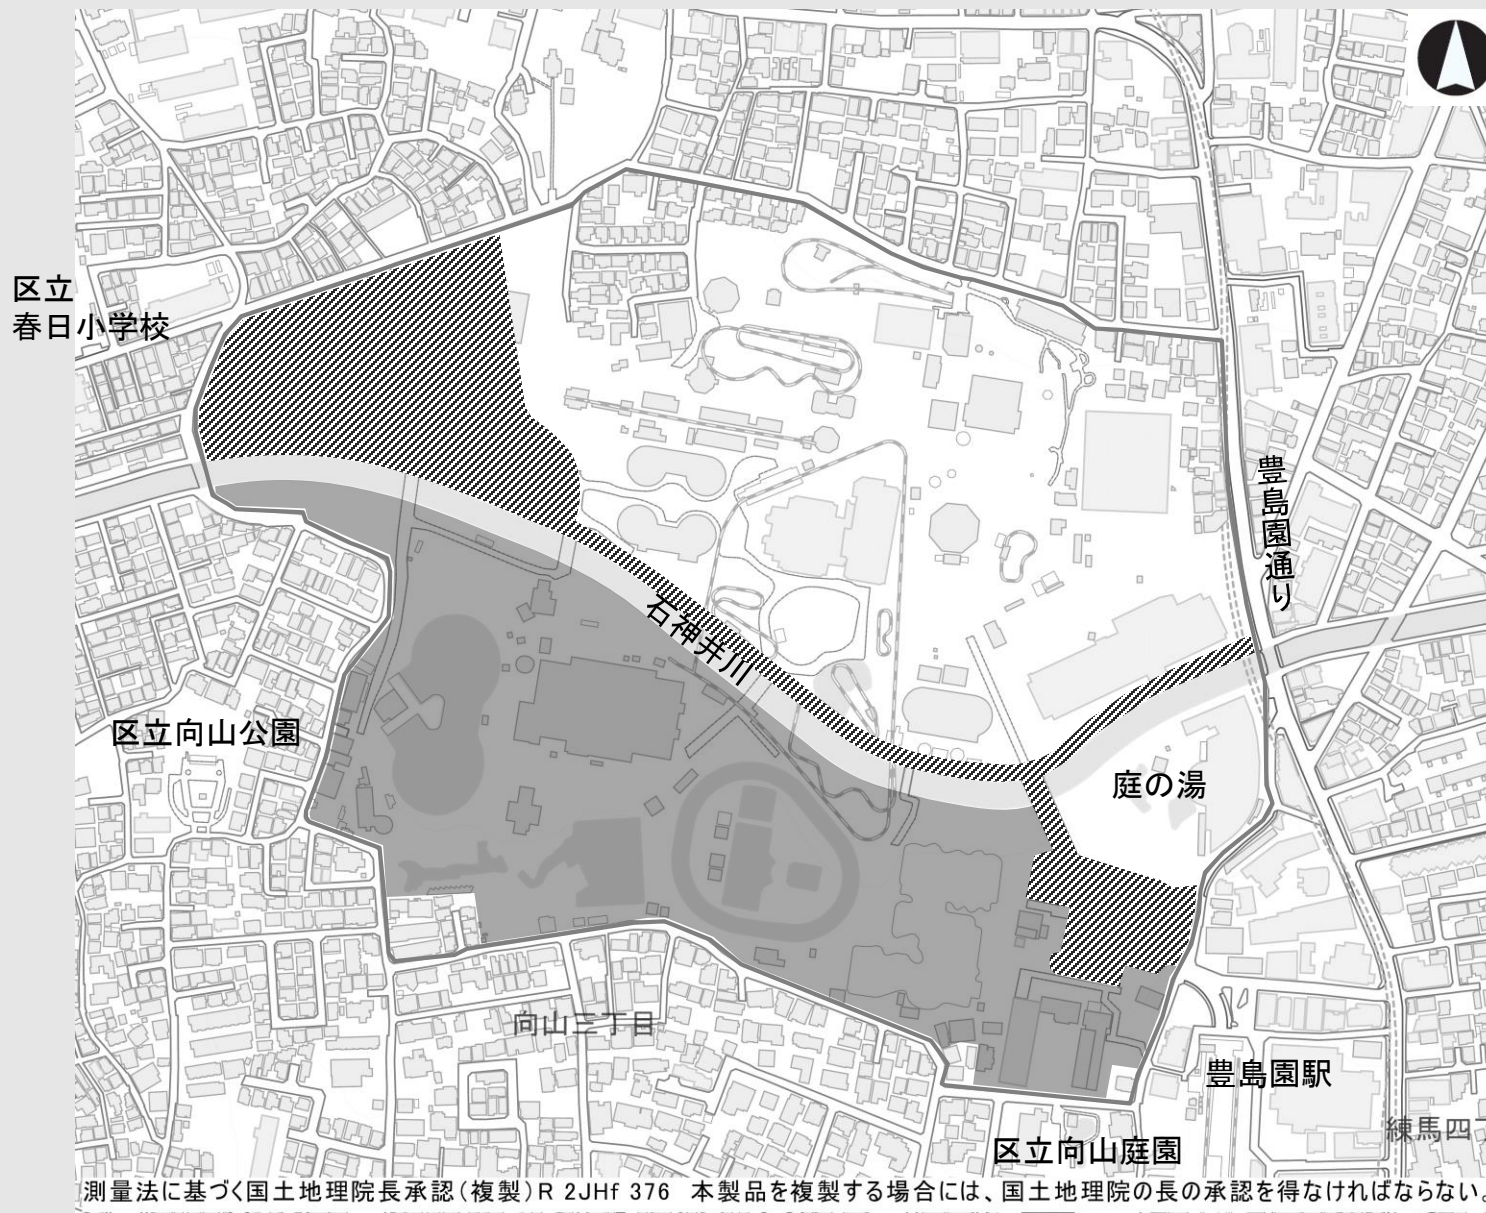 区立
春日小学校
豊島園通り
石神井川
区立向山公園
庭の湯
向山三丁目
豊島園駅
練馬四丁
区立向山庭園
測量法に基づく国土地理院長承認(複製)R 2JHf 376 本製品を複製する場合には、国土地理院の長の承認を得なければならない。